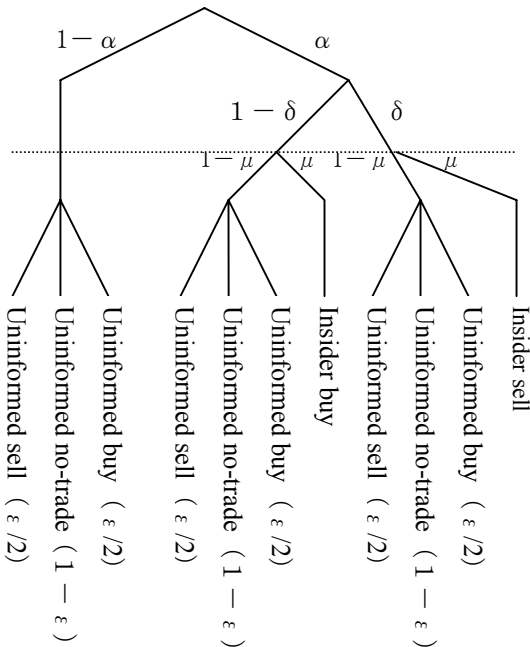 1− α
α
1 − δ
δ
1− μ
μ
1− μ
μ
Uninformed sell ( ε /2)
Uninformed no-trade ( 1 − ε )
Uninformed buy ( ε /2)
Uninformed sell ( ε /2)
Uninformed no-trade ( 1 − ε )
Uninformed buy ( ε /2)
Insider buy
Uninformed sell ( ε /2)
Uninformed no-trade ( 1 − ε )
Uninformed buy ( ε /2)
Insider sell